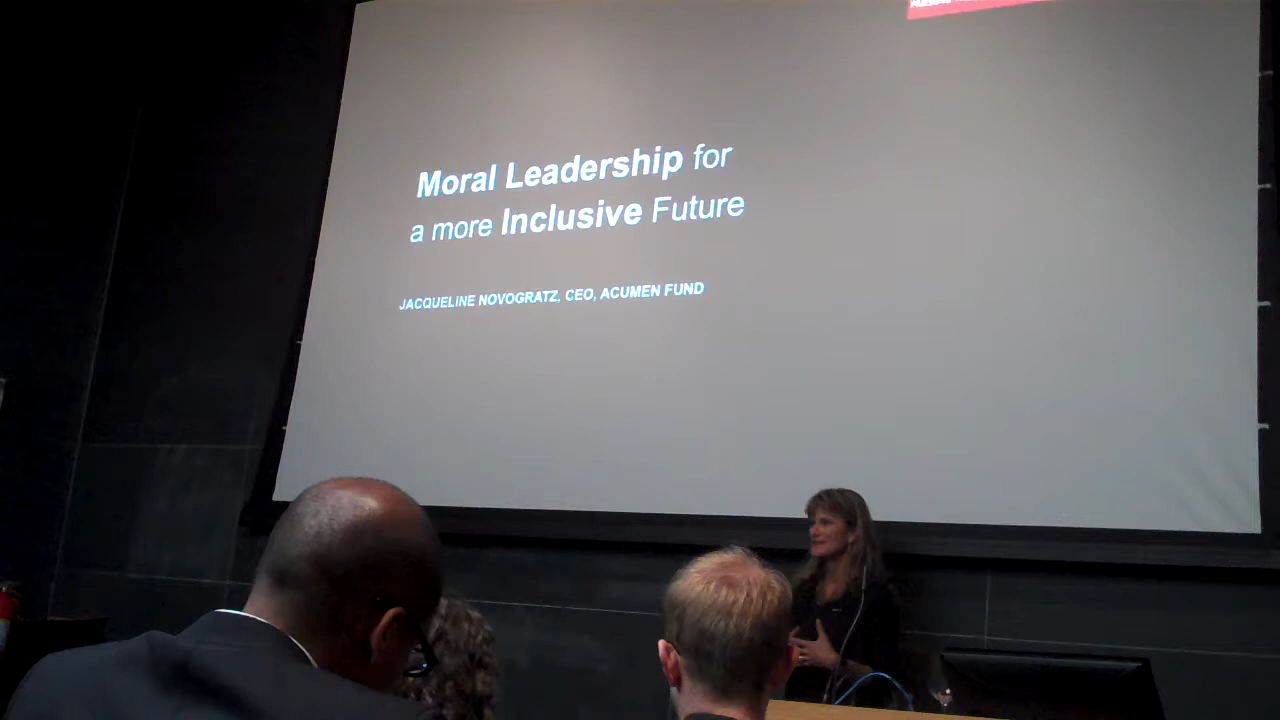 Moral Leadership for
a more Inclusive Future
JACQUELINE NOVOGRATZ, CEO, ACUMEN FUND